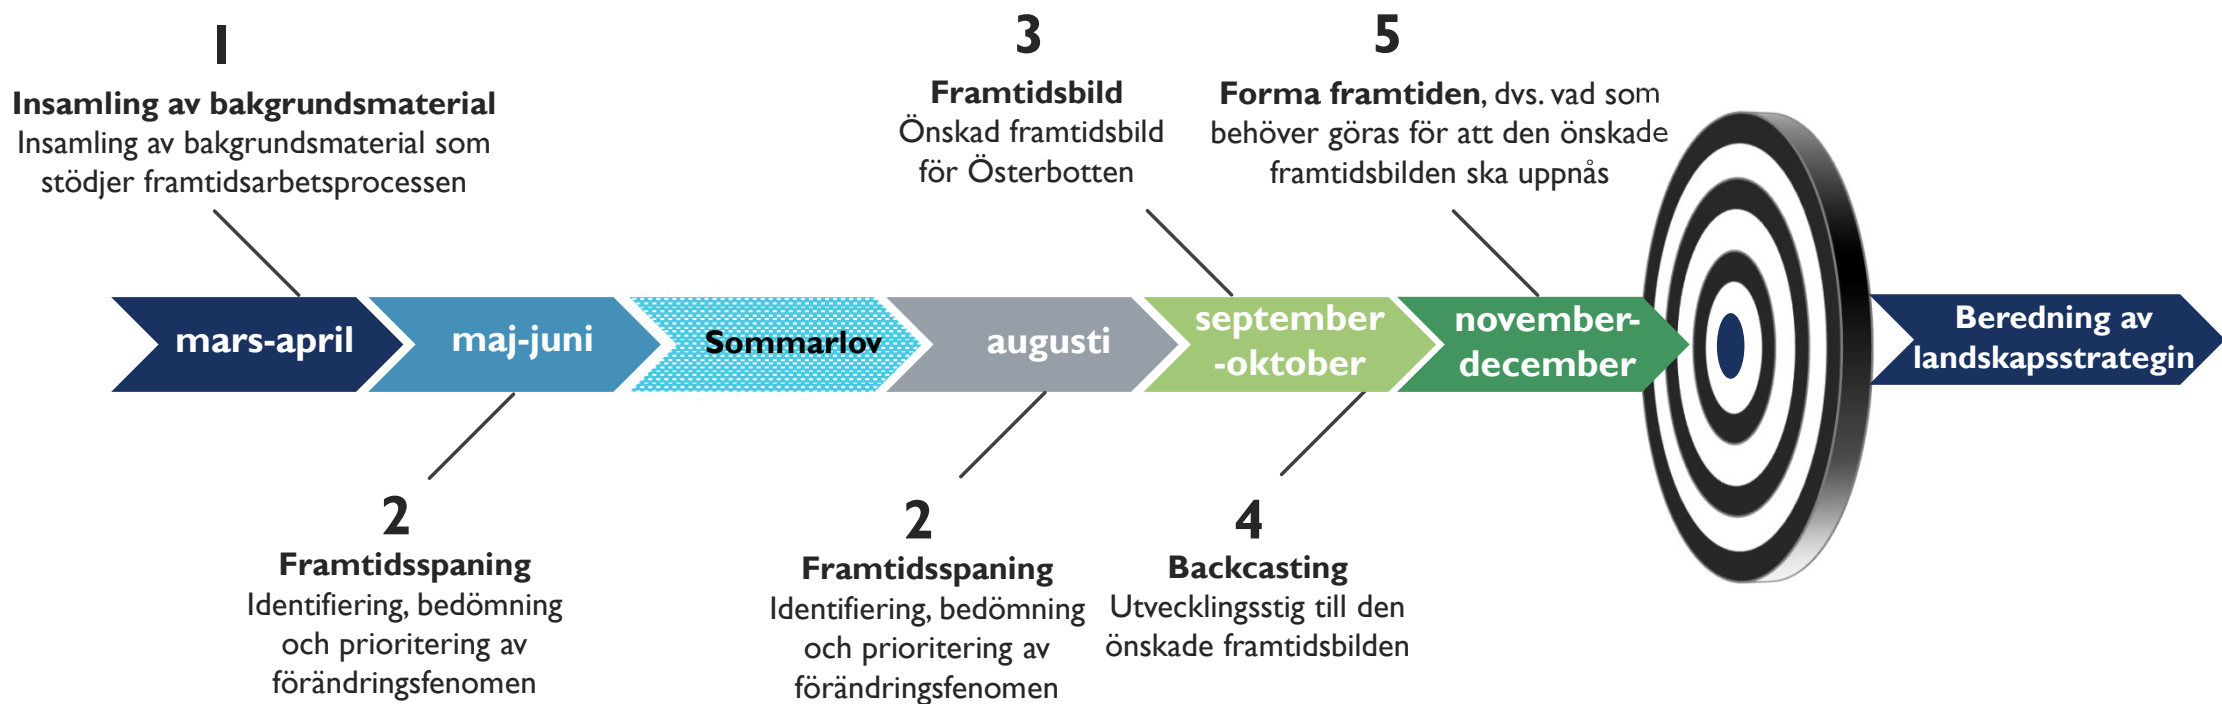 1
Insamling av bakgrundsmaterial
Insamling av bakgrundsmaterial som
stödjer framtidsarbetsprocessen
3
Framtidsbild
Önskad framtidsbild
för Österbotten
5
Forma framtiden, dvs. vad som
behöver göras för att den önskade
framtidsbilden ska uppnås
mars-april
maj-juni
Sommarlov
augusti
september
-oktober
november-
december
Beredning av
landskapsstrategin
2
Framtidsspaning
Identifiering, bedömning
och prioritering av
förändringsfenomen
2
Framtidsspaning
Identifiering, bedömning
och prioritering av
förändringsfenomen
4
Backcasting
Utvecklingsstig till den
önskade framtidsbilden